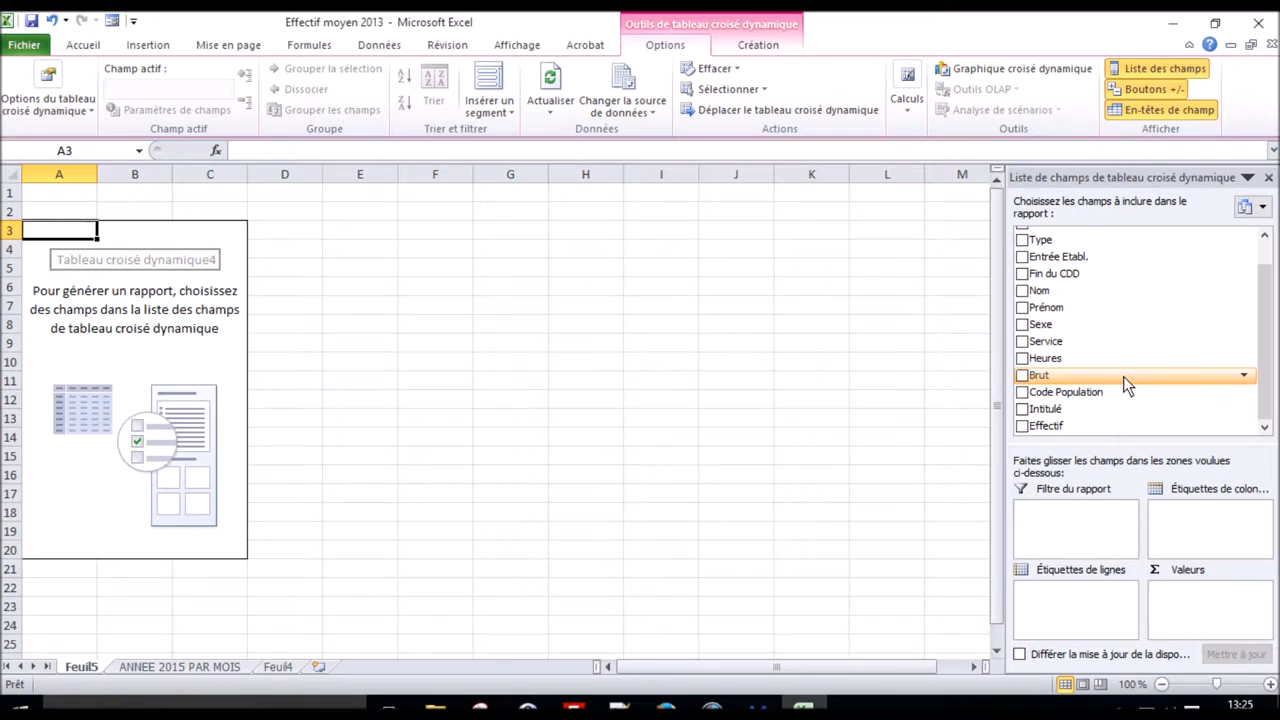 Effectif moyen 2013 - Microsoft Excel
Outils de tableau croisé dynamique
Fichier Accueil Insertion Mise en page Formules Données Révision Affichage Acrobat Options Création
Options du tableau
croisé dynamique
Champ actif :
Paramètres de champs
Champ actif
Grouper la sélection
Dissocier
Grouper les champs
Groupe
Trier
Insérer un
segment
Trier et filtrer
Actualiser
Changer la source
de données
Données
Effacer
Sélectionner
Déplacer le tableau croisé dynamique
Actions
Calculs
Graphique croisé dynamique
Outils OLAP
Analyse de scénarios
Outils
Liste des champs
Boutons +/-
En-têtes de champ
Afficher
A3 fx
A B C D E F G H I J K L M
1
2
3
4
5
6
7
8
9
10
11
12
13
14
15
16
17
18
19
20
21
22
23
24
25
Tableau croisé dynamique4
Pour générer un rapport, choisissez
des champs dans la liste des champs
de tableau croisé dynamique
Liste de champs de tableau croisé dynamique
Choisissez les champs à inclure dans le
rapport :
Type
Entrée Etabl.
Fin du CDD
Nom
Prénom
Sexe
Service
Heures
Brut
Code Population
Intitulé
Effectif
Faites glisser les champs dans les zones voulues
ci-dessous:
Filtre du rapport Étiquettes de colon...
Étiquettes de lignes Σ Valeurs
Différer la mise à jour de la dispo... Mettre à jour
Feuil5 ANNEE 2015 PAR MOIS Feuil4
Prêt 100 %
13:25